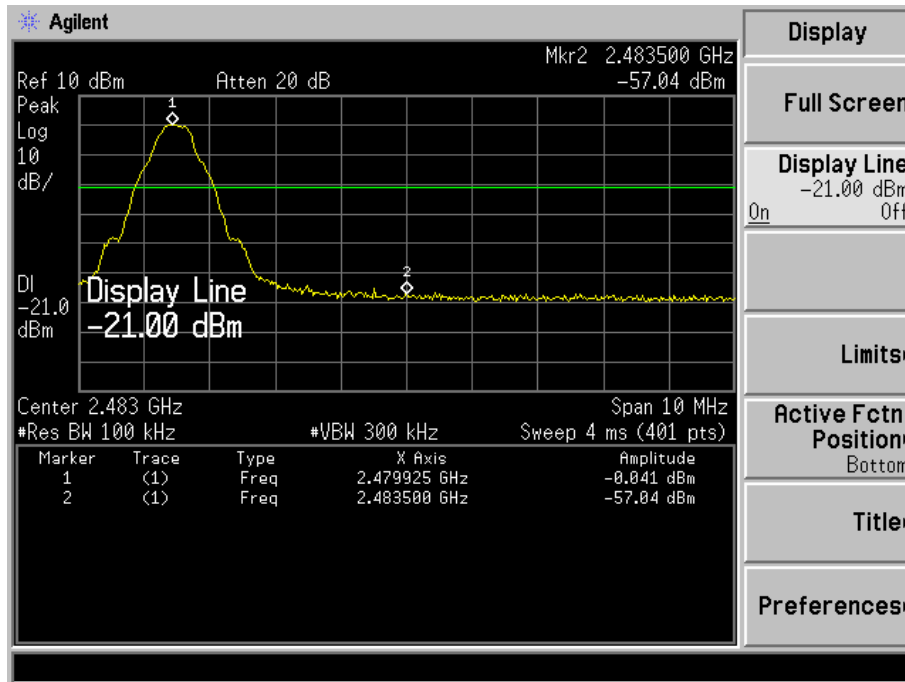 Agilent
Display
Mkr2 2.483500 GHz
Ref 10 dBm Atten 20 dB -57.04 dBm
Peak
Log
10
dB/
1
2
DI
-21.0
dBm
Display Line
-21.00 dBm
Center 2.483 GHz Span 10 MHz
#Res BW 100 kHz #VBW 300 kHz Sweep 4 ms (401 pts)
Marker Trace Type X Axis Amplitude
1 (1) Freq 2.479925 GHz -0.041 dBm
2 (1) Freq 2.483500 GHz -57.04 dBm
Full Screen
Display Line
-21.00 dBm
On Off
Limits
Active Fctn
Position
Bottom
Title
Preferences